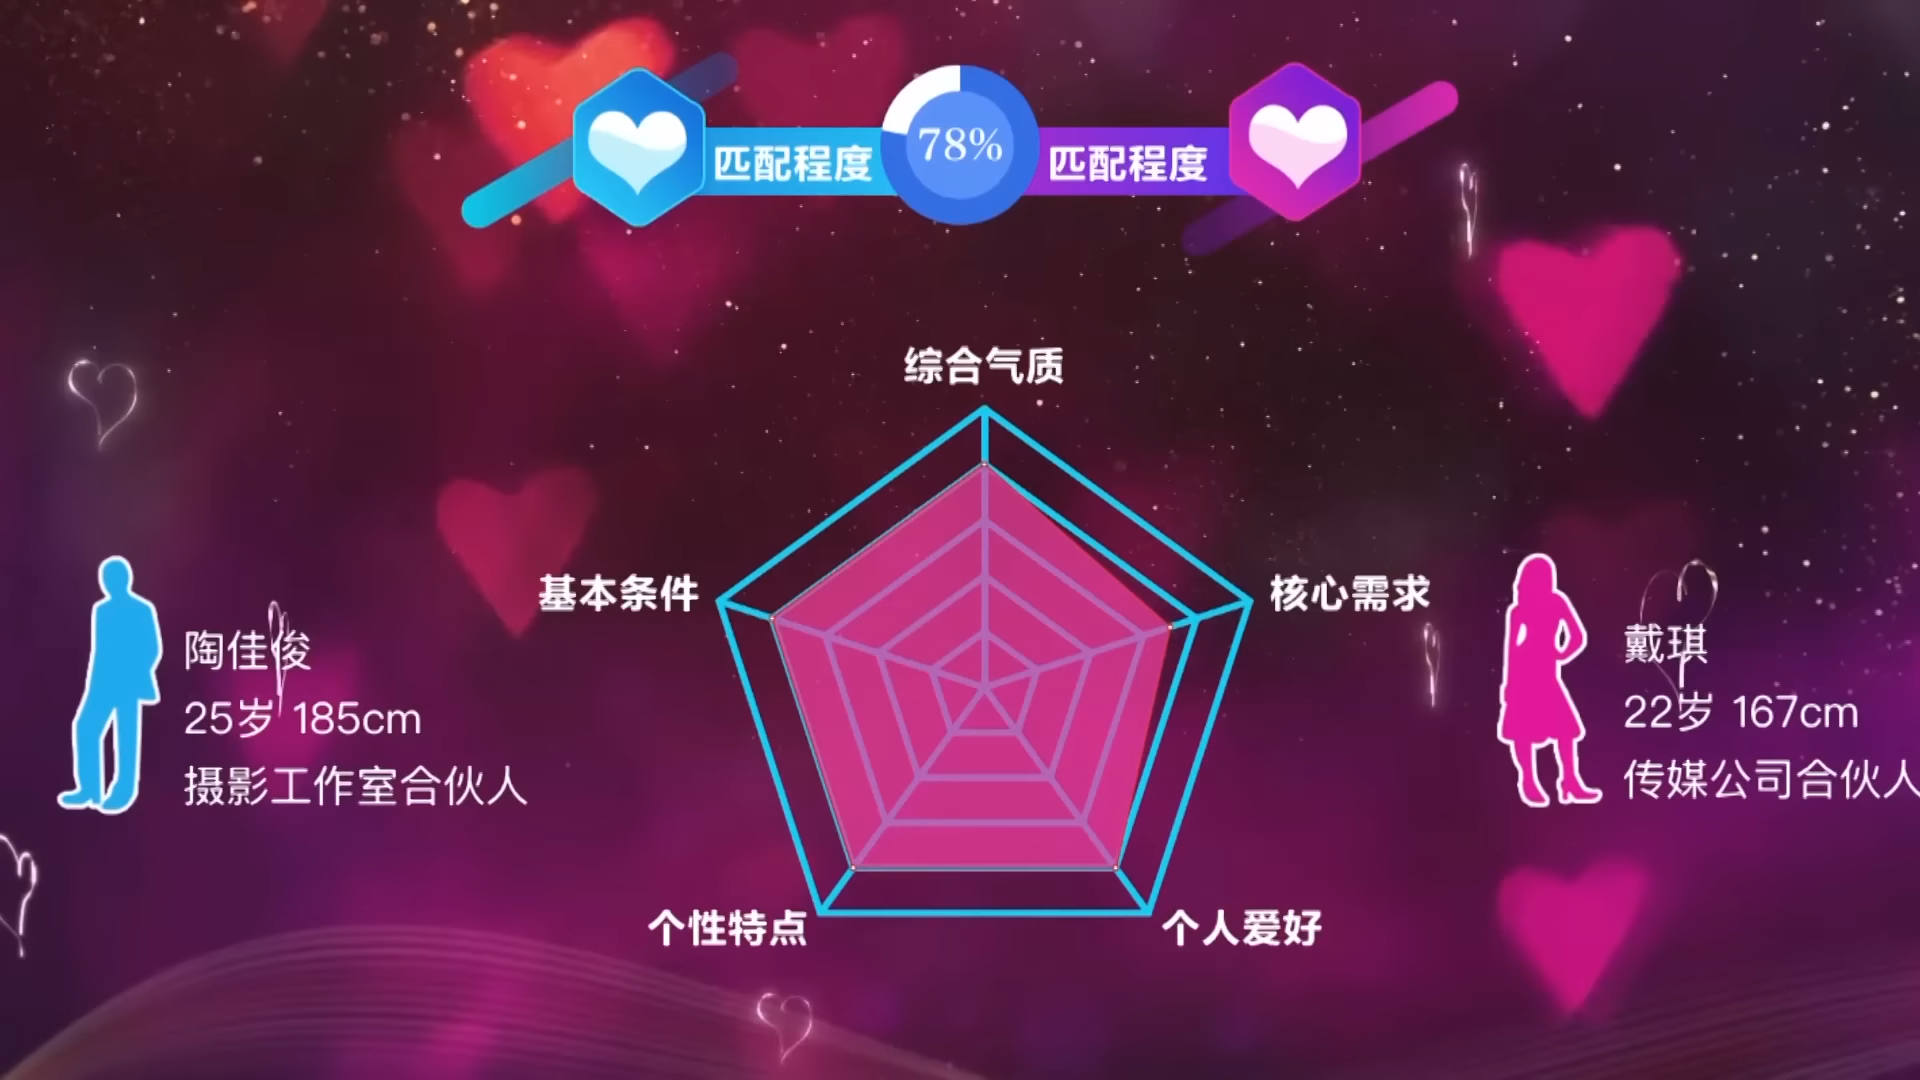 匹配程度 78% 匹配程度
综合气质
基本条件
核心需求
陶佳俊
25岁 185cm
摄影工作室合伙人
戴琪
22岁 167cm
传媒公司合伙人
个性特点
个人爱好